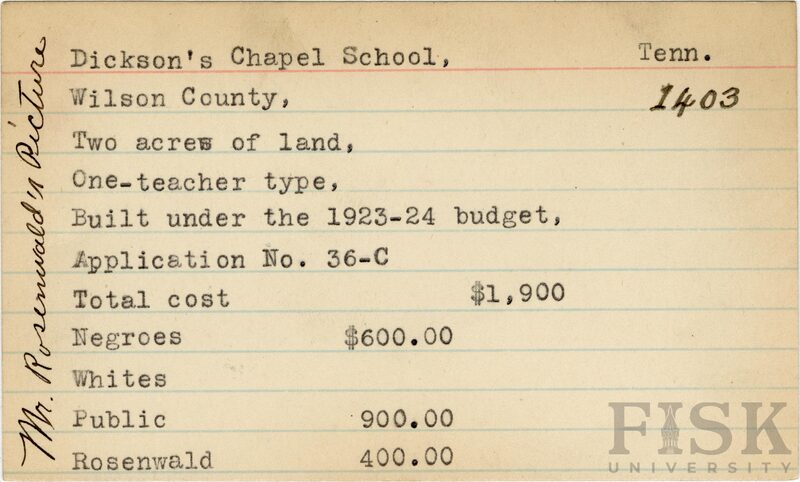 Dickson's Chapel School, Tenn.
Wilson County, 1403
Two acres of land,
One-teacher type,
Built under the 1923-24 budget,
Application No. 36-C
Total cost $1,900
Negroes $600.00
Whites
Public 900.00
Rosenwald 400.00
Mr. Rosenwald's Picture
FISK
UNIVERSITY